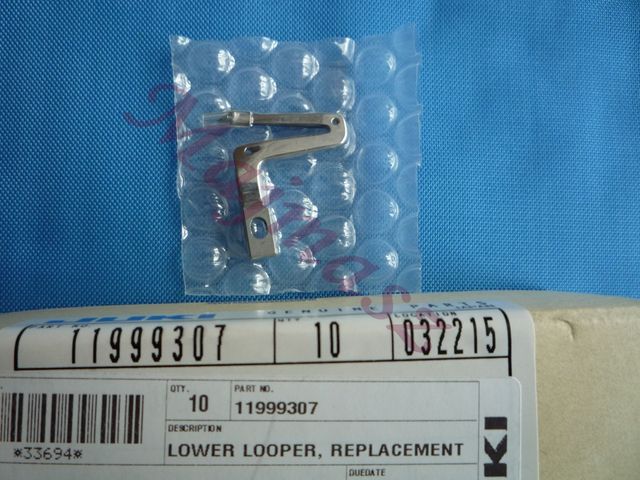 JUKI GENUINE PARTS
PART NO. QTY LOCATION
11999307 10 032215
QTY. PART NO.
10 11999307
*33694*
DESCRIPTION
LOWER LOOPER, REPLACEMENT
DUEDATE
KI